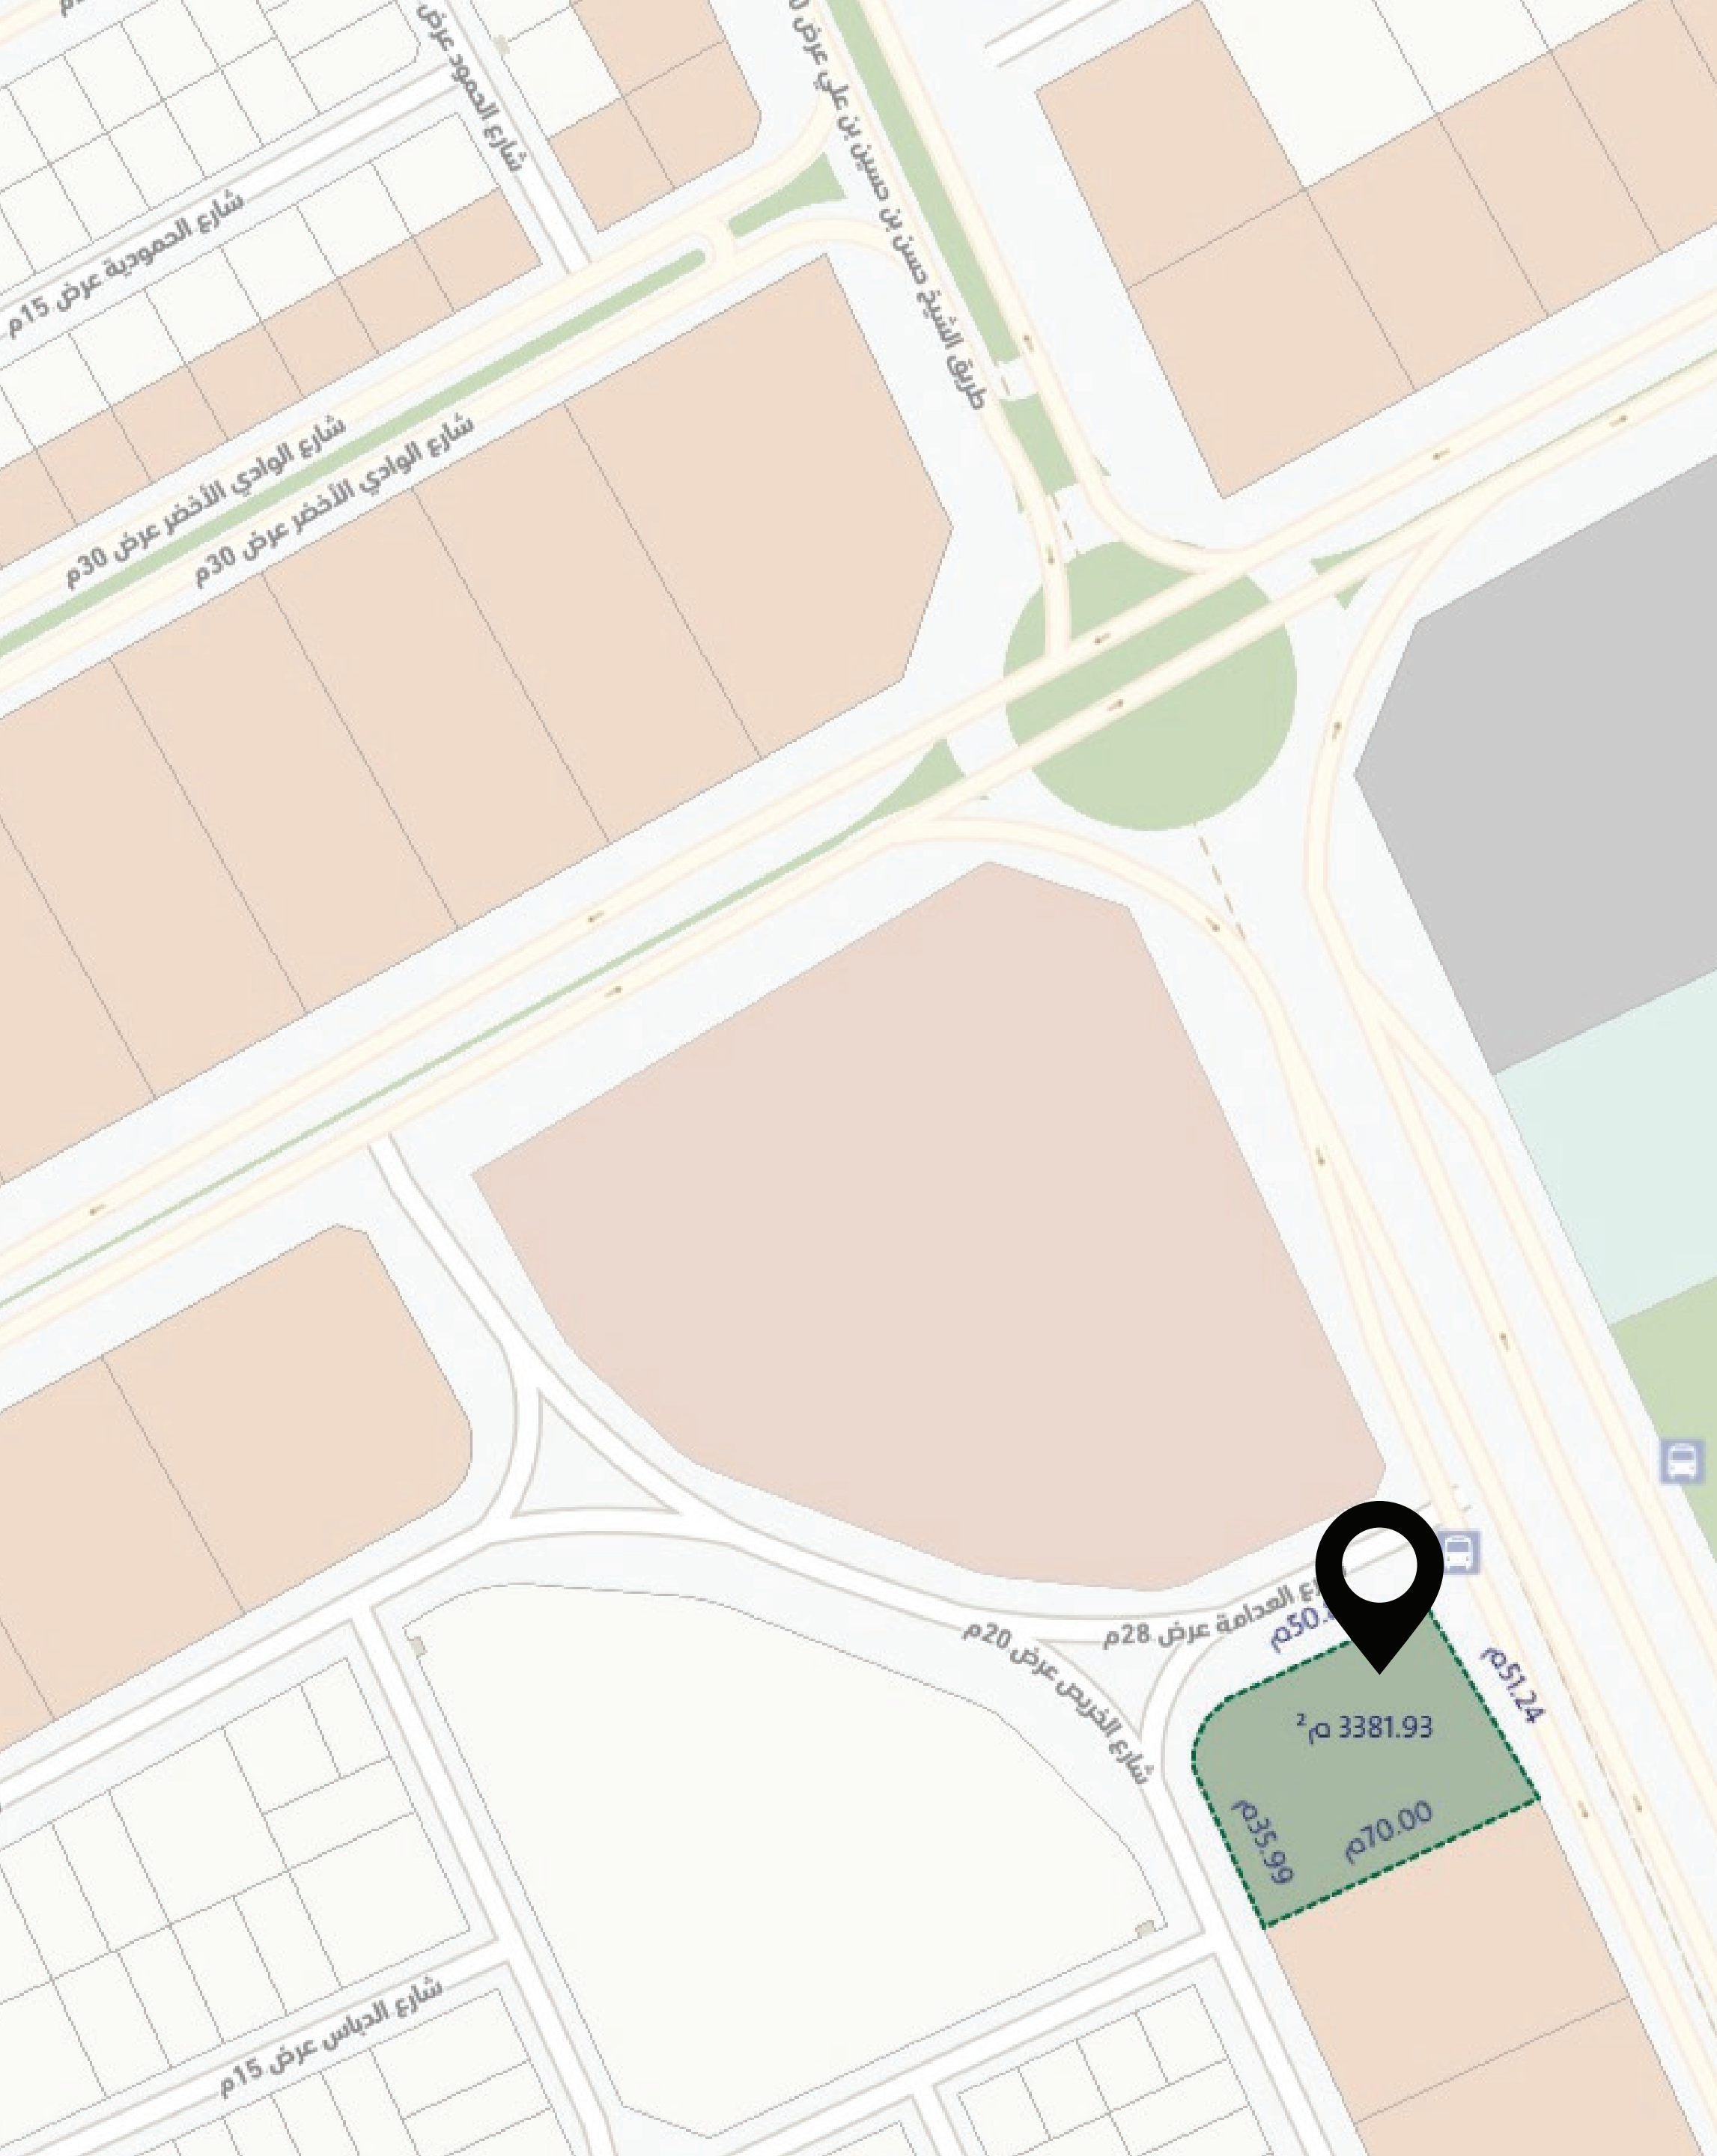 شارع الحمود عرض
طريق الشيخ حسن بن حسين بن علي عرض
شارع الحمودية عرض 15م
شارع الوادي الأخضر عرض 30م
شارع الوادي الأخضر عرض 30م
العدامة عرض 28م
شارع الخريص عرض 20م
50.م
51.24م
3381.93 م²
35.99م
70.00م
شارع الدباس عرض 15م